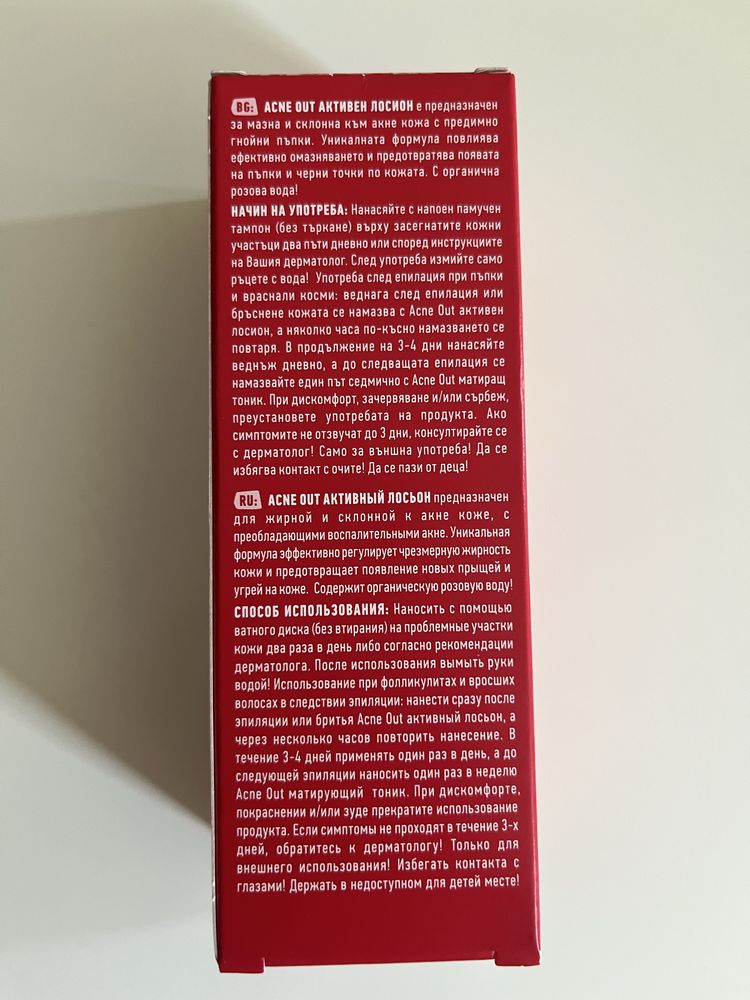 BG: ACNE OUT АКТИВЕН ЛОСИОН е предназначен
за мазна и склонна към акне кожа с предимно
гнойни пъпки. Уникалната формула повлиява
ефективно омазняването и предотвратява появата
на пъпки и черни точки по кожата. С органична
розова вода!
НАЧИН НА УПОТРЕБА: Нанасяйте с напоен памучен
тампон (без търкане) върху засегнатите кожни
участъци два пъти дневно или според инструкциите
на Вашия дерматолог. След употреба измийте само
ръцете с вода! Употреба след епилация при пъпки
и враснали косми: веднага след епилация или
бръснене кожата се намазва с Acne Out активен
лосион, а няколко часа по-късно намазването се
повтаря. В продължение на 3-4 дни нанасяйте
веднъж дневно, а до следващата епилация се
намазвайте един път седмично с Acne Out матиращ
тоник. При дискомфорт, зачервяване и/или сърбеж,
преустановете употребата на продукта. Ако
симптомите не отзвучат до 3 дни, консултирайте се
с дерматолог! Само за външна употреба! Да се
избягва контакт с очите! Да се пази от деца!
RU: ACNE OUT АКТИВНЫЙ ЛОСЬОН предназначен
для жирной и склонной к акне коже, с
преобладающими воспалительными акне. Уникальная
формула эффективно регулирует чрезмерную жирность
кожи и предотвращает появление новых прыщей и
угрей на коже. Содержит органическую розовую воду!
СПОСОБ ИСПОЛЬЗОВАНИЯ: Наносить с помощью
ватного диска (без втирания) на проблемные участки
кожи два раза в день либо согласно рекомендации
дерматолога. После использования вымыть руки
водой! Использование при фолликулитах и вросших
волосах в следствии эпиляции: нанести сразу после
эпиляции или бритья Acne Out активный лосьон, а
через несколько часов повторить нанесение. В
течение 3-4 дней применять один раз в день, а до
следующей эпиляции наносить один раз в неделю
Acne Out матирующий тоник. При дискомфорте,
покраснении и/или зуде прекратите использование
продукта. Если симптомы не проходят в течение 3-х
дней, обратитесь к дерматологу! Только для
внешнего использования! Избегать контакта с
глазами! Держать в недоступном для детей месте!